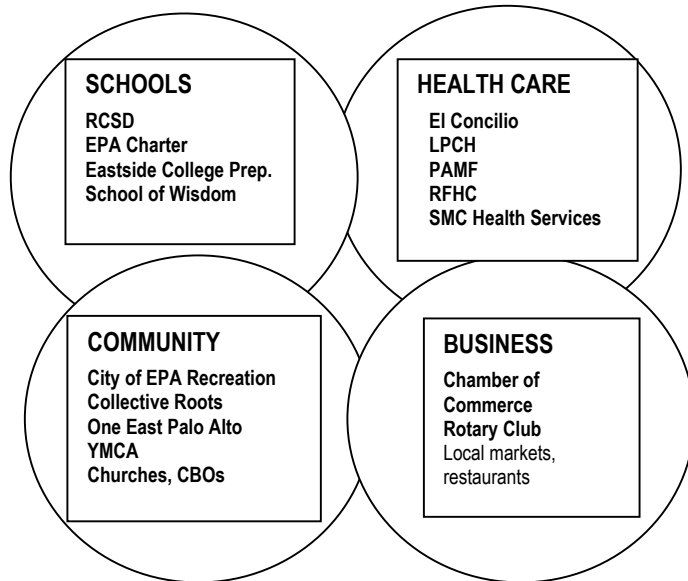 SCHOOLS
RCSD
EPA Charter
Eastside College Prep.
School of Wisdom
HEALTH CARE
El Concilio
LPCH
PAMF
RFHC
SMC Health Services
COMMUNITY
City of EPA Recreation
Collective Roots
One East Palo Alto
YMCA
Churches, CBOs
BUSINESS
Chamber of
Commerce
Rotary Club
Local markets,
restaurants